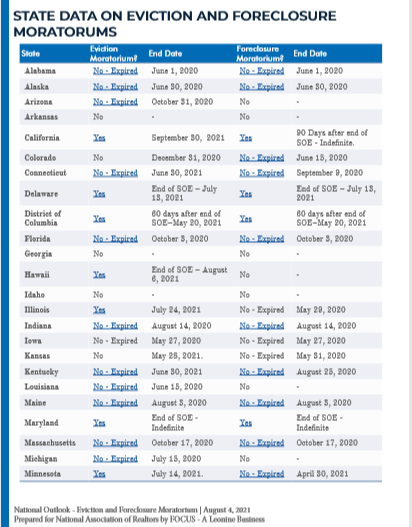 STATE DATA ON EVICTION AND FORECLOSURE
MORATORUMS
State Eviction Moratorium? End Date Foreclosure Moratorium? End Date
Alabama No - Expired June 1, 2020 No - Expired June 1, 2020
Alaska No - Expired June 30, 2020 No - Expired June 30, 2020
Arizona No - Expired October 31, 2020 No -
Arkansas No - No -
California Yes September 30, 2021 Yes 90 Days after end of SOE - Indefinite.
Colorado No December 31, 2020 No - Expired June 15, 2020
Connecticut No - Expired June 30, 2021 No - Expired September 9, 2020
Delaware Yes End of SOE – July 13, 2021 Yes End of SOE – July 13, 2021
District of Columbia Yes 60 days after end of SOE–May 20, 2021 Yes 60 days after end of SOE–May 20, 2021
Florida No - Expired October 3, 2020 No - Expired October 3, 2020
Georgia No - No -
Hawaii Yes End of SOE – August 6, 2021 No -
Idaho No - No -
Illinois Yes July 24, 2021 No - Expired May 29, 2020
Indiana No - Expired August 14, 2020 No - Expired August 14, 2020
Iowa No - Expired May 27, 2020 No - Expired May 27, 2020
Kansas No May 28, 2021. No - Expired May 31, 2020
Kentucky No - Expired June 30, 2021 No - Expired August 25, 2020
Louisiana No - Expired June 15, 2020 No -
Maine No - Expired August 3, 2020 No - Expired August 3, 2020
Maryland Yes End of SOE - Indefinite Yes End of SOE - Indefinite
Massachusetts No - Expired October 17, 2020 No - Expired October 17, 2020
Michigan No - Expired July 15, 2020 No -
Minnesota Yes July 14, 2021. No - Expired April 30, 2021
National Outlook - Eviction and Foreclosure Moratorium | August 4, 2021
Prepared for National Association of Realtors by FOCUS - A Leonine Business